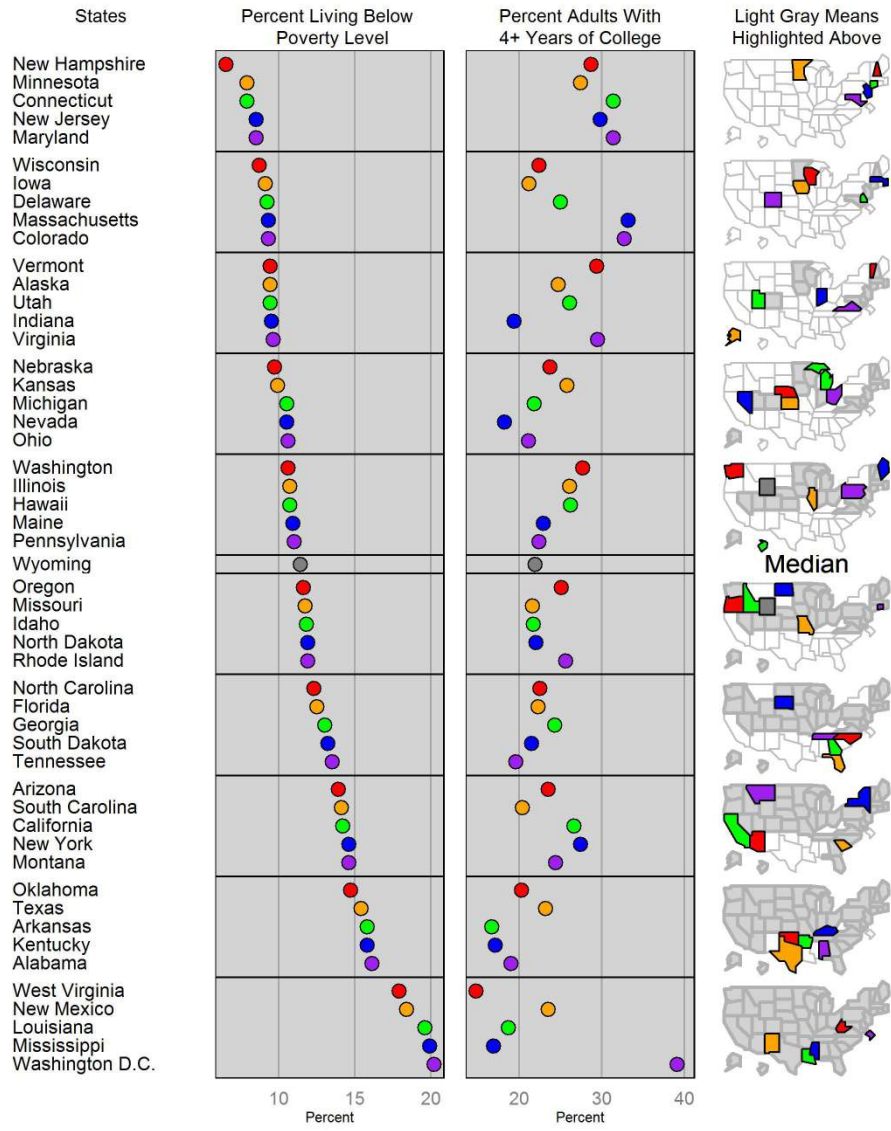 States
Percent Living Below
Poverty Level
Percent Adults With
4+ Years of College
Light Gray Means
Highlighted Above
New Hampshire
Minnesota
Connecticut
New Jersey
Maryland
Wisconsin
Iowa
Delaware
Massachusetts
Colorado
Vermont
Alaska
Utah
Indiana
Virginia
Nebraska
Kansas
Michigan
Nevada
Ohio
Washington
Illinois
Hawaii
Maine
Pennsylvania
Wyoming
Median
Oregon
Missouri
Idaho
North Dakota
Rhode Island
North Carolina
Florida
Georgia
South Dakota
Tennessee
Arizona
South Carolina
California
New York
Montana
Oklahoma
Texas
Arkansas
Kentucky
Alabama
West Virginia
New Mexico
Louisiana
Mississippi
Washington D.C.
10 15 20
Percent
20 30 40
Percent